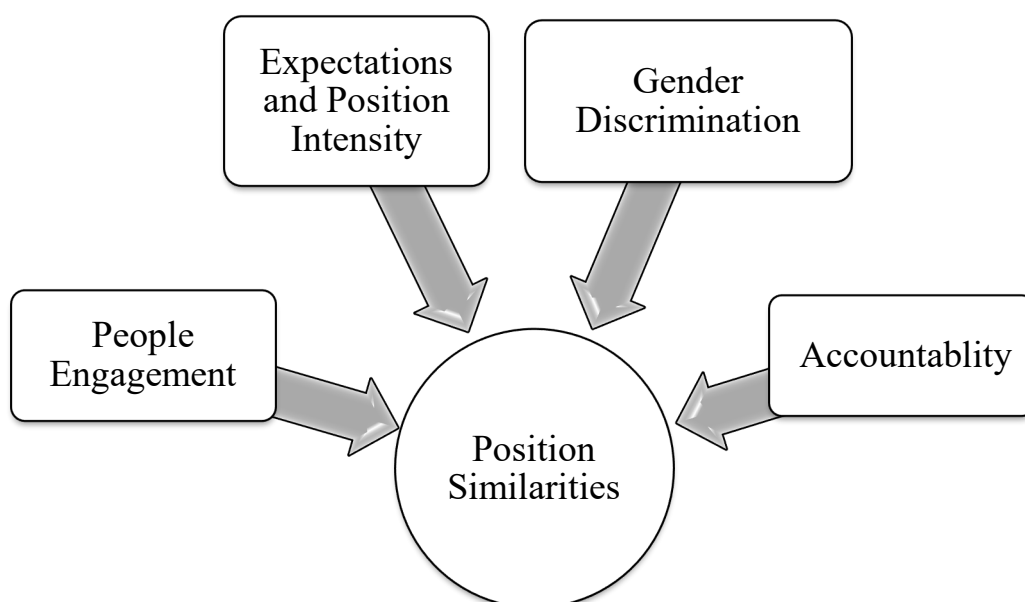 Expectations
and Position
Intensity
Gender
Discrimination
People
Engagement
Accountablity
Position
Similarities